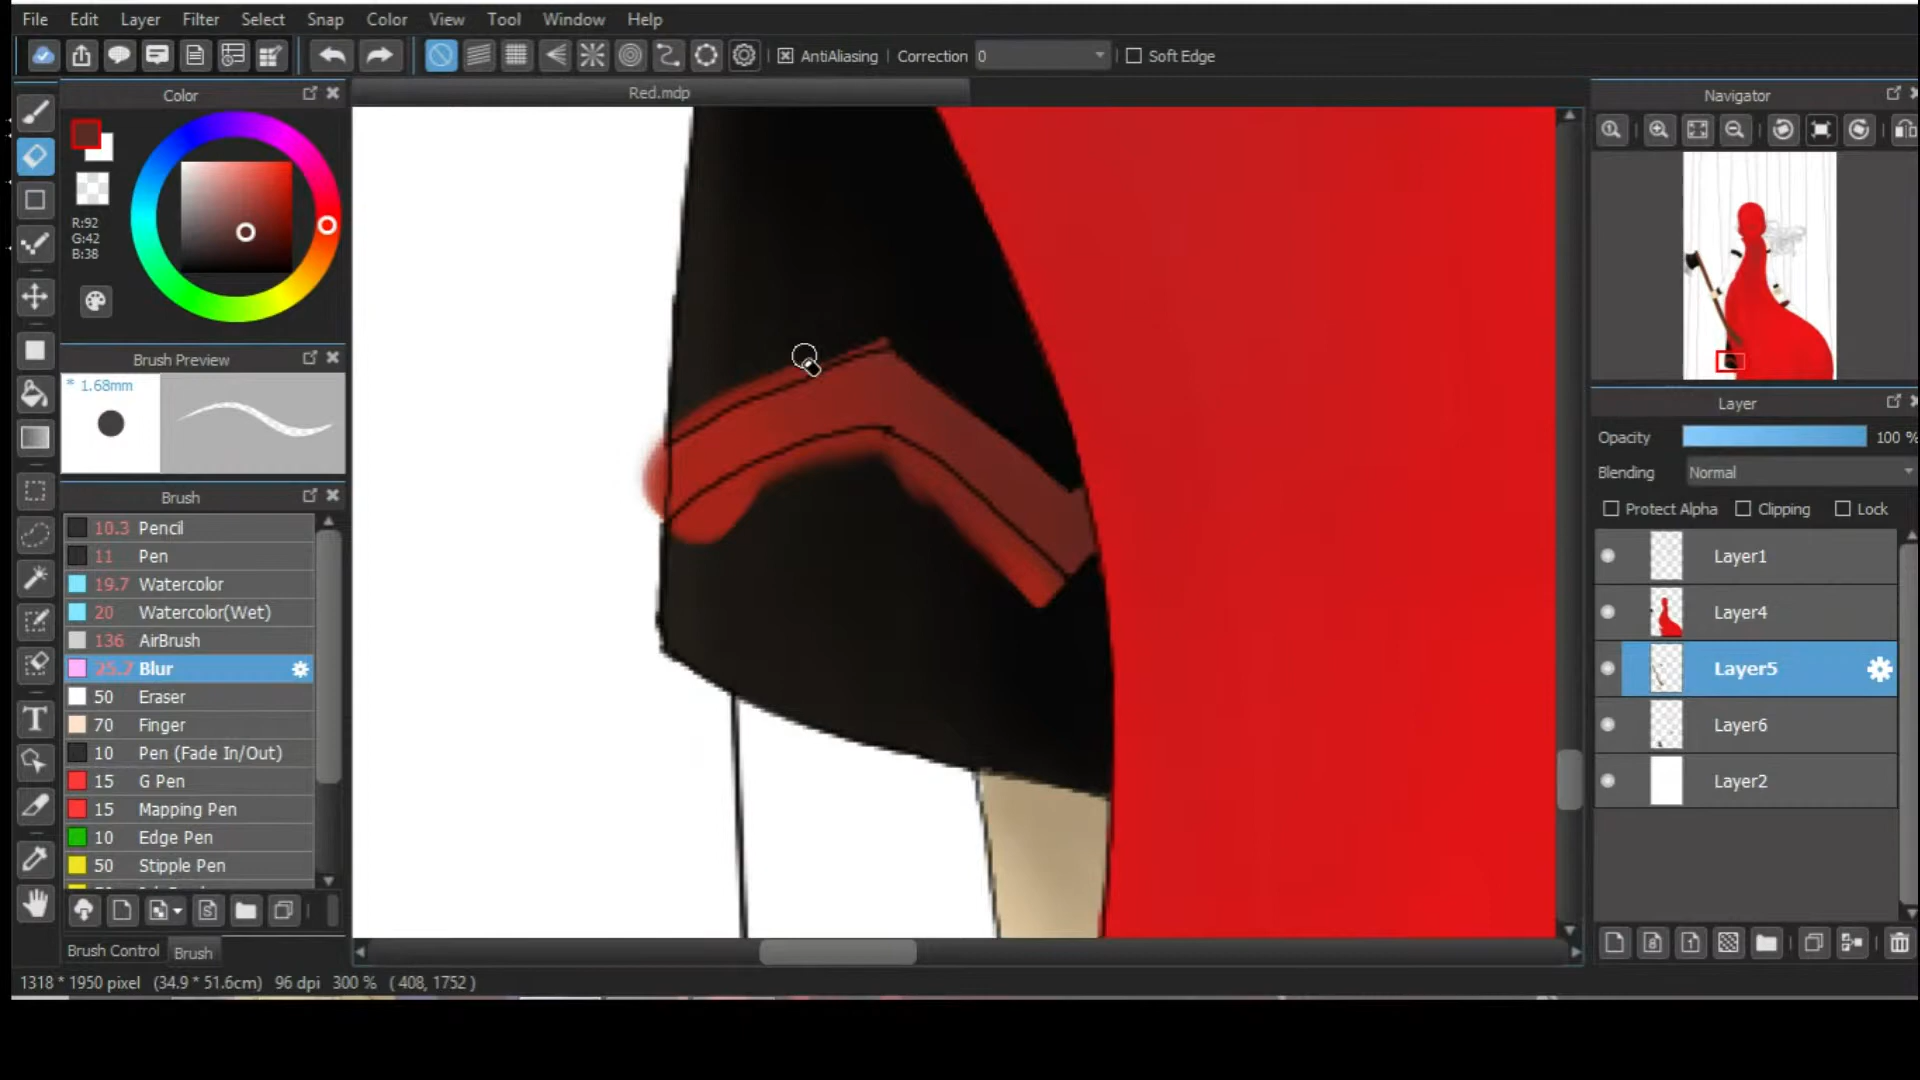 File Edit Layer Filter Select Snap Color View Tool Window Help
AntiAliasing Correction 0 Soft Edge
Color
Red.mdp
Navigator
R:92
G:42
B:38
Brush Preview
* 1.68mm
Layer
Opacity 100 %
Blending Normal
Protect Alpha Clipping Lock
Brush
10.3 Pencil
11 Pen
19.7 Watercolor
20 Watercolor(Wet)
136 AirBrush
25.7 Blur
50 Eraser
70 Finger
10 Pen (Fade In/Out)
15 G Pen
15 Mapping Pen
10 Edge Pen
50 Stipple Pen
Layer1
Layer4
Layer5
Layer6
Layer2
Brush Control Brush
1318 * 1950 pixel (34.9 * 51.6cm) 96 dpi 300 % ( 408, 1752 )